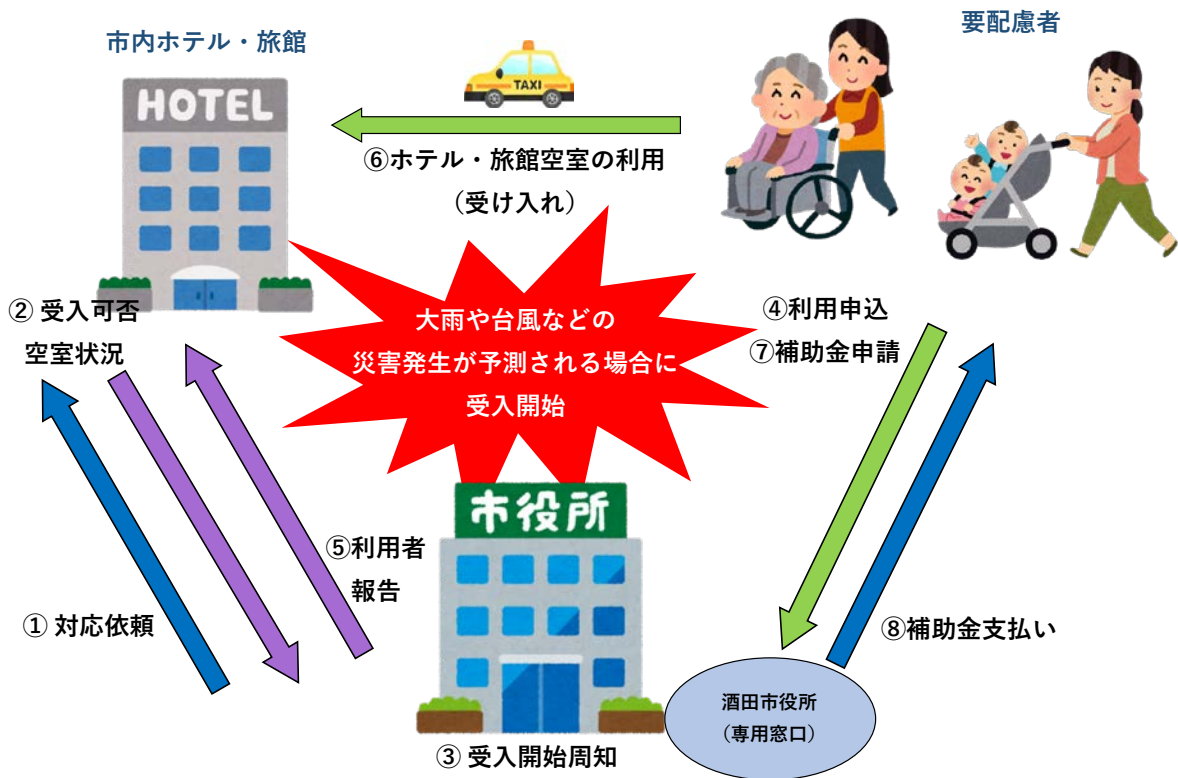 市内ホテル・旅館
要配慮者
HOTEL
TAXI
⑥ホテル・旅館空室の利用
（受け入れ）
② 受入可否
空室状況
大雨や台風などの
災害発生が予測される場合に
受入開始
④利用申込
⑦補助金申請
市役所
⑤利用者
報告
① 対応依頼
⑧補助金支払い
酒田市役所
（専用窓口）
③ 受入開始周知